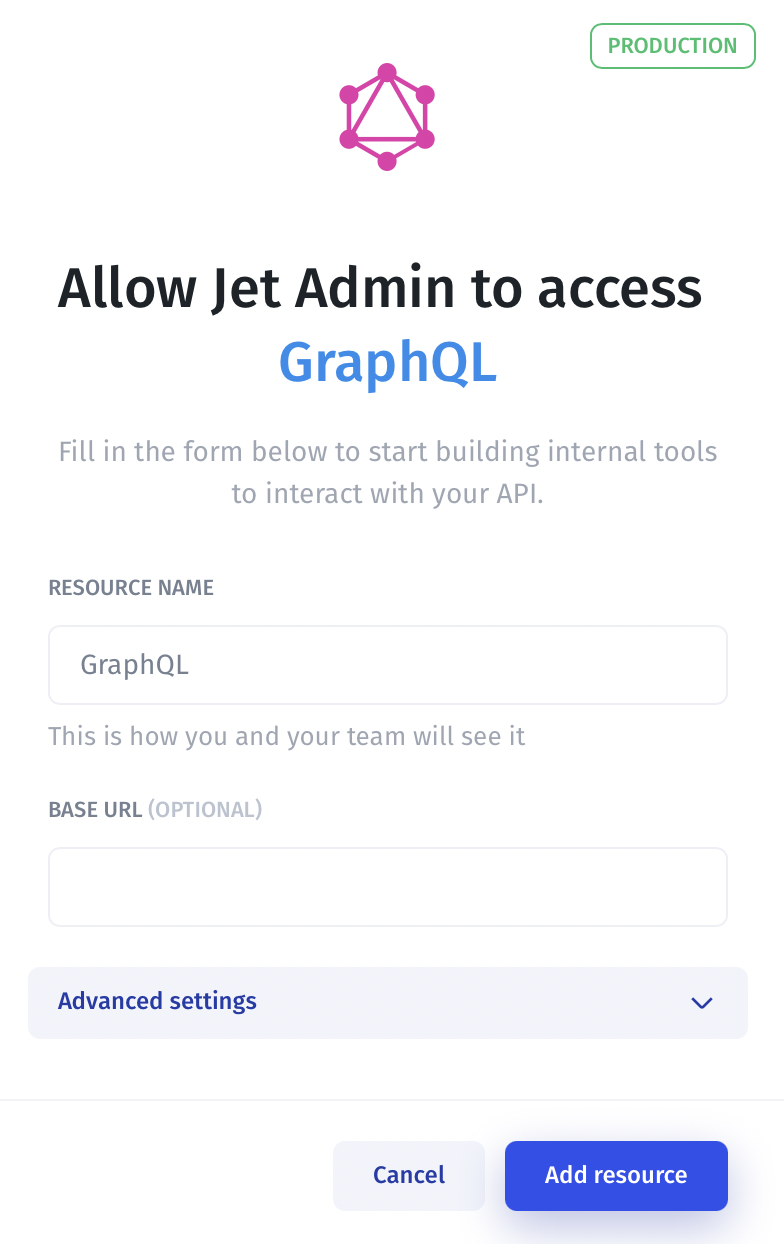 PRODUCTION
Allow Jet Admin to access
GraphQL
Fill in the form below to start building internal tools
to interact with your API.
RESOURCE NAME
GraphQL
This is how you and your team will see it
BASE URL (OPTIONAL)
Advanced settings
Cancel
Add resource